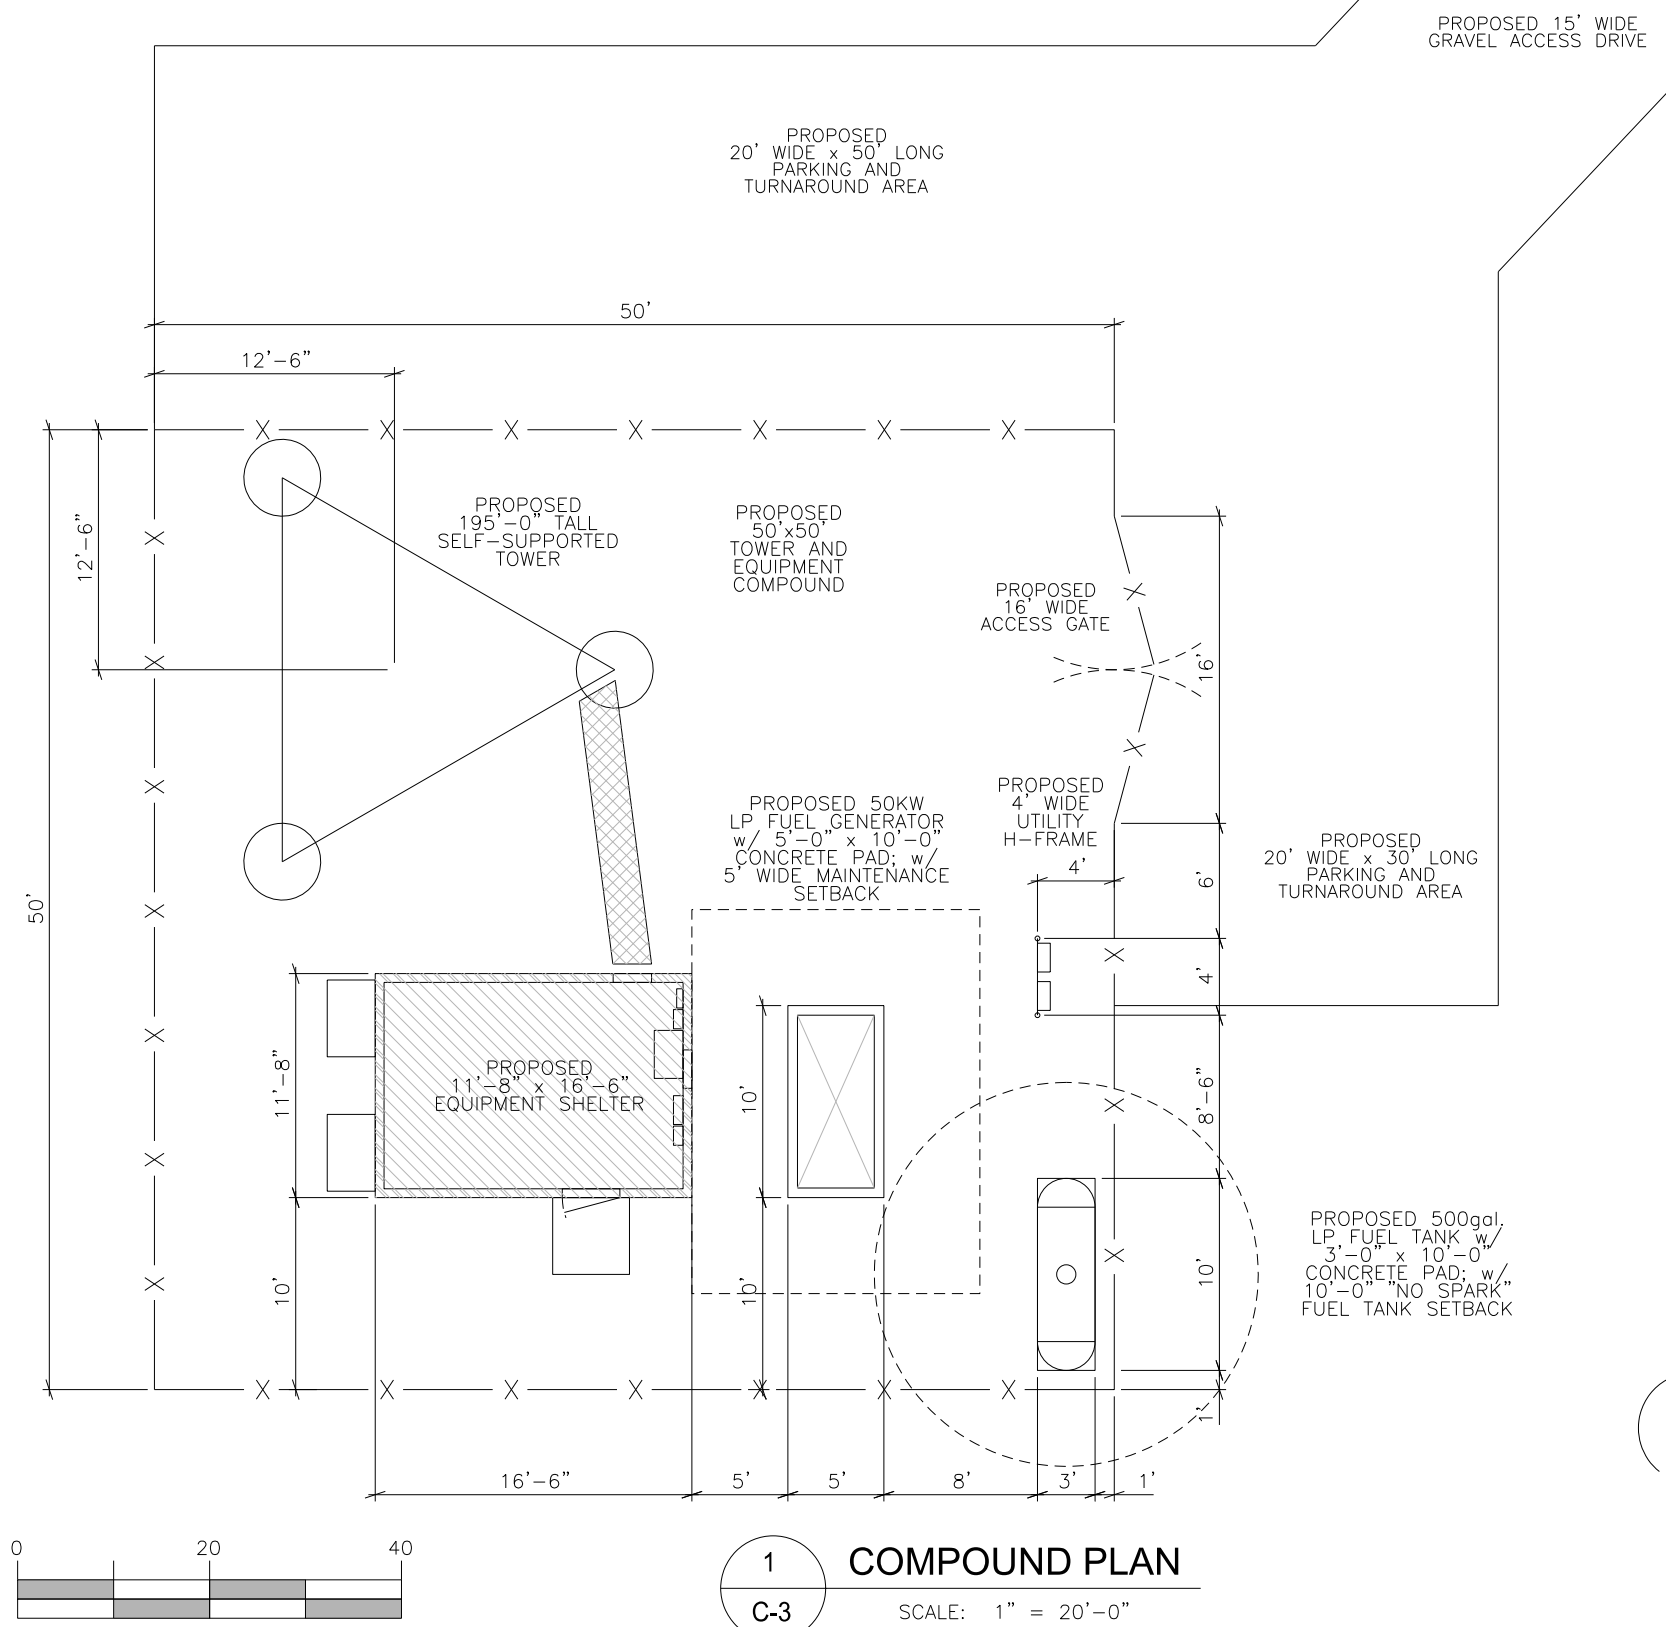 PROPOSED 15' WIDE
GRAVEL ACCESS DRIVE
PROPOSED
20' WIDE x 50' LONG
PARKING AND
TURNAROUND AREA
50'
12'-6"
12'-6"
50'
PROPOSED
195'-0" TALL
SELF-SUPPORTED
TOWER
PROPOSED
50'x50'
TOWER AND
EQUIPMENT
COMPOUND
PROPOSED
16' WIDE
ACCESS GATE
16'
PROPOSED 50KW
LP FUEL GENERATOR
w/ 5'-0" x 10'-0"
CONCRETE PAD; w/
5' WIDE MAINTENANCE
SETBACK
PROPOSED
4' WIDE
UTILITY
H-FRAME
4'
6'
4'
8'-6"
10'
1'
PROPOSED
20' WIDE x 30' LONG
PARKING AND
TURNAROUND AREA
11'-8"
10'
PROPOSED
11'-8" x 16'-6"
EQUIPMENT SHELTER
10'
10'
PROPOSED 500gal.
LP FUEL TANK w/
3'-0" x 10'-0"
CONCRETE PAD; w/
10'-0" "NO SPARK"
FUEL TANK SETBACK
16'-6"
5'
5'
8'
3'
1'
0
20
40
1
C-3
COMPOUND PLAN
SCALE: 1" = 20'-0"